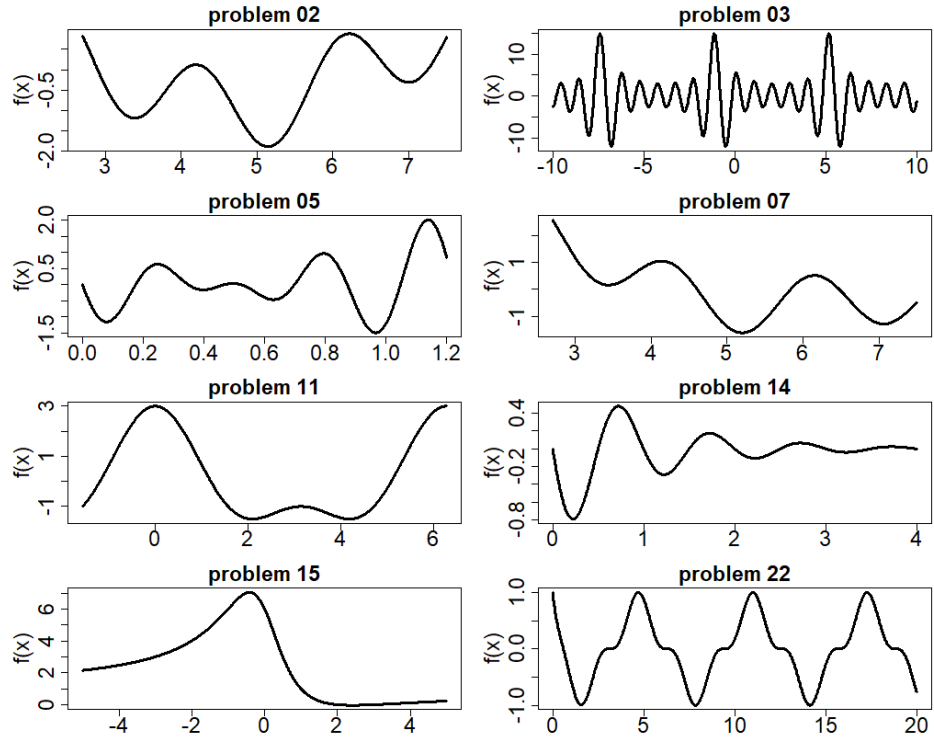 problem 02
f(x)
-0.5
-2.0
3 4 5 6 7
problem 03
f(x)
10
0
-10
-10 -5 0 5 10
problem 05
f(x)
2.0
0.5
-1.5
0.0 0.2 0.4 0.6 0.8 1.0 1.2
problem 07
f(x)
1
-1
3 4 5 6 7
problem 11
f(x)
3
1
-1
0 2 4 6
problem 14
f(x)
0.4
-0.2
-0.8
0 1 2 3 4
problem 15
f(x)
6
4
2
0
-4 -2 0 2 4
problem 22
f(x)
1.0
0.0
-1.0
0 5 10 15 20